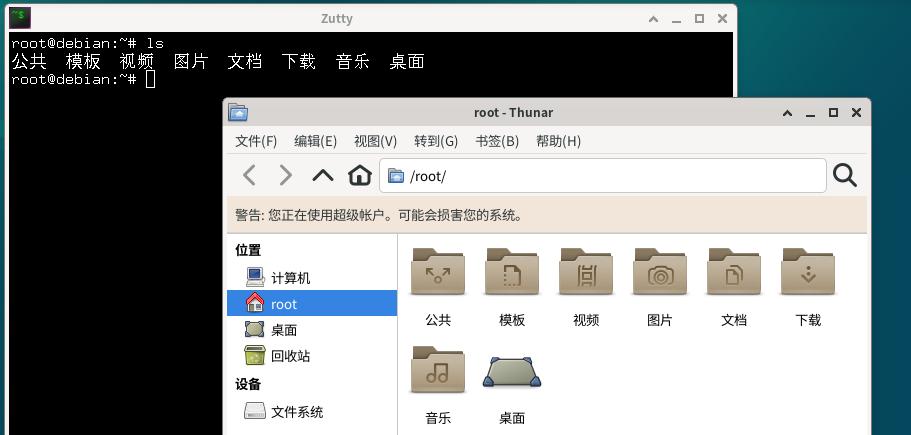 ~$
Zutty
root@debian:~# ls
公共 模板 视频 图片 文档 下载 音乐 桌面
root@debian:~#
root - Thunar
文件(F) 编辑(E) 视图(V) 转到(G) 书签(B) 帮助(H)
/root/
警告: 您正在使用超级帐户。可能会损害您的系统。
位置
计算机
root
桌面
回收站
设备
文件系统
公共 模板 视频 图片 文档 下载
音乐 桌面